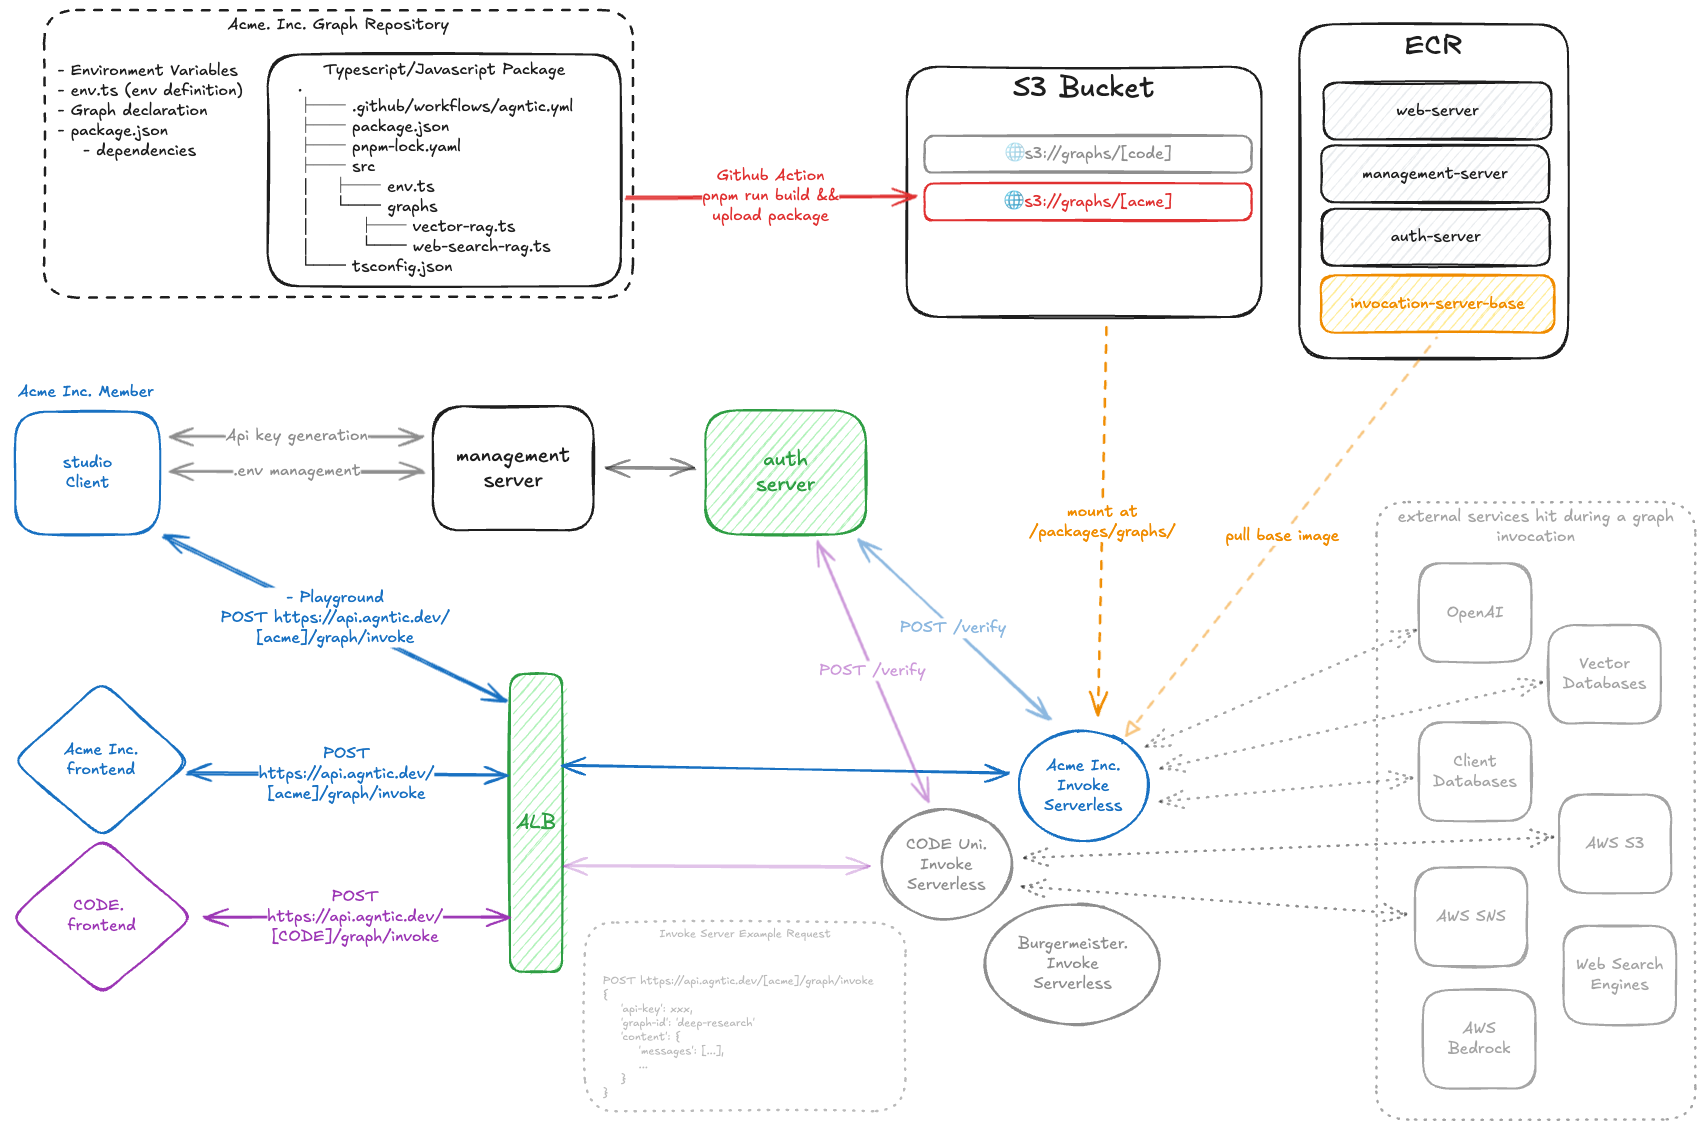 Acme. Inc. Graph Repository
- Environment Variables
- env.ts (env definition)
- Graph declaration
- package.json
- dependencies
Typescript/Javascript Package
.
├── .github/workflows/agntic.yml
├── package.json
├── pnpm-lock.yaml
├── src
│ ├── env.ts
│ └── graphs
│ ├── vector-rag.ts
│ └── web-search-rag.ts
└── tsconfig.json
Github Action
pnpm run build &&
upload package
S3 Bucket
🌐s3://graphs/[code]
🌐s3://graphs/[acme]
ECR
web-server
management-server
auth-server
invocation-server-base
Acme Inc. Member
studio
Client
Api key generation
.env management
management
server
auth
server
mount at
/packages/graphs/
pull base image
- Playground
POST https://api.agntic.dev/
[acme]/graph/invoke
POST /verify
POST /verify
Acme Inc.
frontend
POST
https://api.agntic.dev/
[acme]/graph/invoke
CODE.
frontend
POST
https://api.agntic.dev/
[CODE]/graph/invoke
ALB
Acme Inc.
Invoke
Serverless
CODE Uni.
Invoke
Serverless
Burgermeister.
Invoke
Serverless
Invoke Server Example Request
POST https://api.agntic.dev/[acme]/graph/invoke
{
'api-key': xxx,
'graph-id': 'deep-research'
'content': {
'messages': [...],
...
}
}
external services hit during a graph
invocation
OpenAI
Vector
Databases
Client
Databases
AWS S3
AWS SNS
Web Search
Engines
AWS
Bedrock